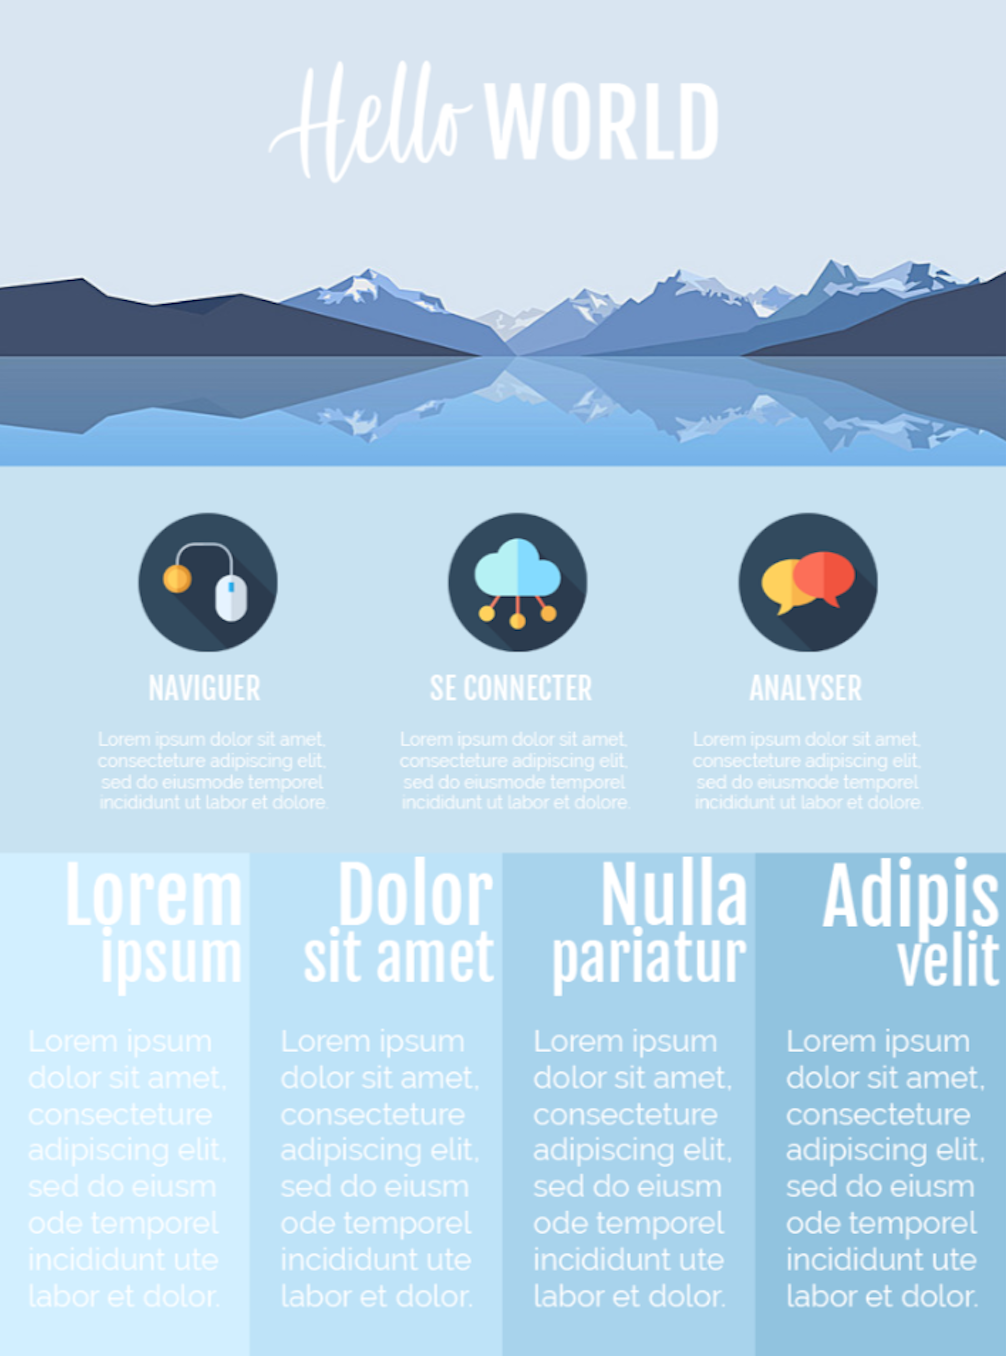 Hello WORLD
NAVIGUER
Lorem ipsum dolor sit amet,
consecteture adipiscing elit,
sed do eiusmode temporel
incididunt ut labor et dolore.
SE CONNECTER
Lorem ipsum dolor sit amet,
consecteture adipiscing elit,
sed do eiusmode temporel
incididunt ut labor et dolore.
ANALYSER
Lorem ipsum dolor sit amet,
consecteture adipiscing elit,
sed do eiusmode temporel
incididunt ut labor et dolore.
Lorem
ipsum
Lorem ipsum
dolor sit amet,
consecteture
adipiscing elit,
sed do eiusm
ode temporel
incididunt ute
labor et dolor.
Dolor
sit amet
Lorem ipsum
dolor sit amet,
consecteture
adipiscing elit,
sed do eiusm
ode temporel
incididunt ute
labor et dolor.
Nulla
pariatur
Lorem ipsum
dolor sit amet,
consecteture
adipiscing elit,
sed do eiusm
ode temporel
incididunt ute
labor et dolor.
Adipis
velit
Lorem ipsum
dolor sit amet,
consecteture
adipiscing elit,
sed do eiusm
ode temporel
incididunt ute
labor et dolor.